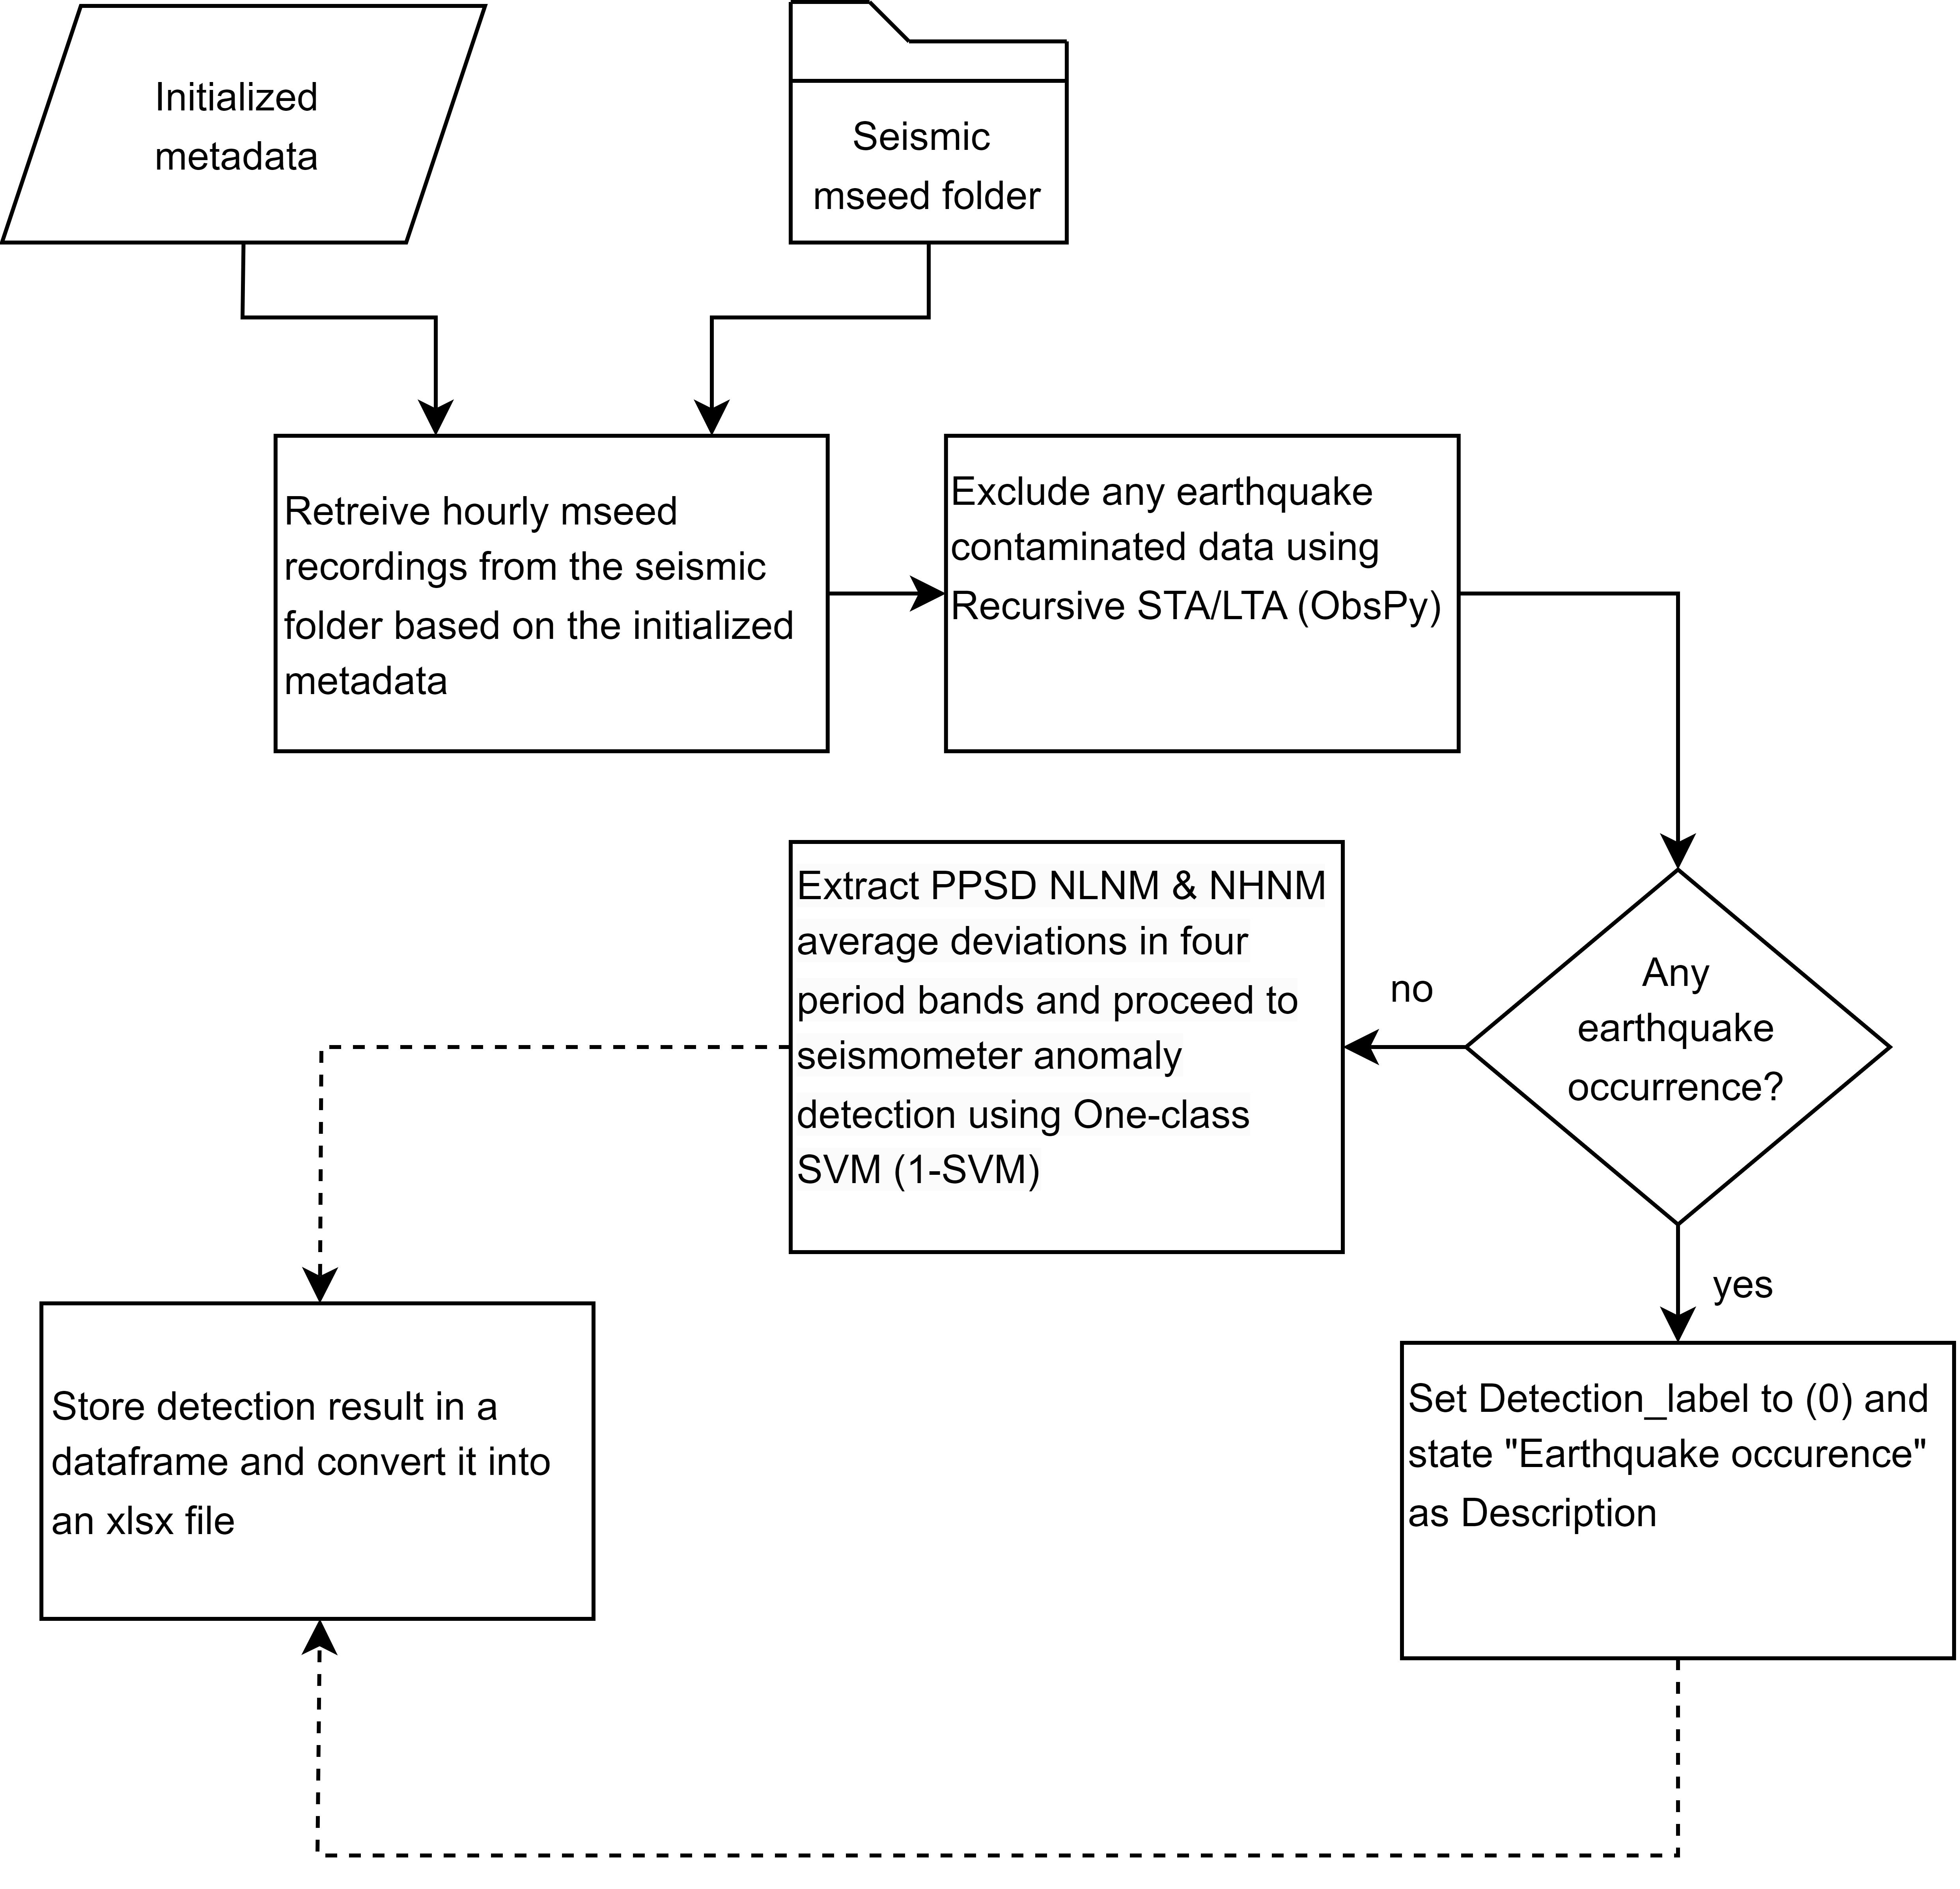 Initialized
metadata
Seismic
mseed folder
Retreive hourly mseed
recordings from the seismic
folder based on the initialized
metadata
Exclude any earthquake
contaminated data using
Recursive STA/LTA (ObsPy)
Any
earthquake
occurrence?
no
Extract PPSD NLNM & NHNM
average deviations in four
period bands and proceed to
seismometer anomaly
detection using One-class
SVM (1-SVM)
yes
Set Detection_label to (0) and
state "Earthquake occurence"
as Description
Store detection result in a
dataframe and convert it into
an xlsx file